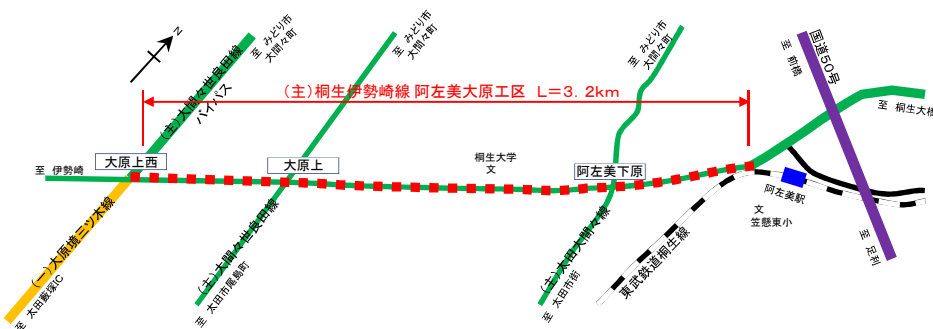 N
至 みどり市
大間々町
(主)大間々世良田線
バイパス
至 みどり市
大間々町
至 みどり市
大間々町
国道50号
至 前橋
(主)桐生伊勢崎線 阿左美大原工区 L=3.2km
至 桐生大橋
大原上西
大原上
桐生大学
文
阿左美下原
至 伊勢崎
阿左美駅
文
笠懸東小
(一)大原境三ツ木線
至 太田藪塚IC
(主)大間々世良田線
至 太田市尾島町
(主)太田大間々線
至 太田市街
東武鉄道桐生線
至 足利